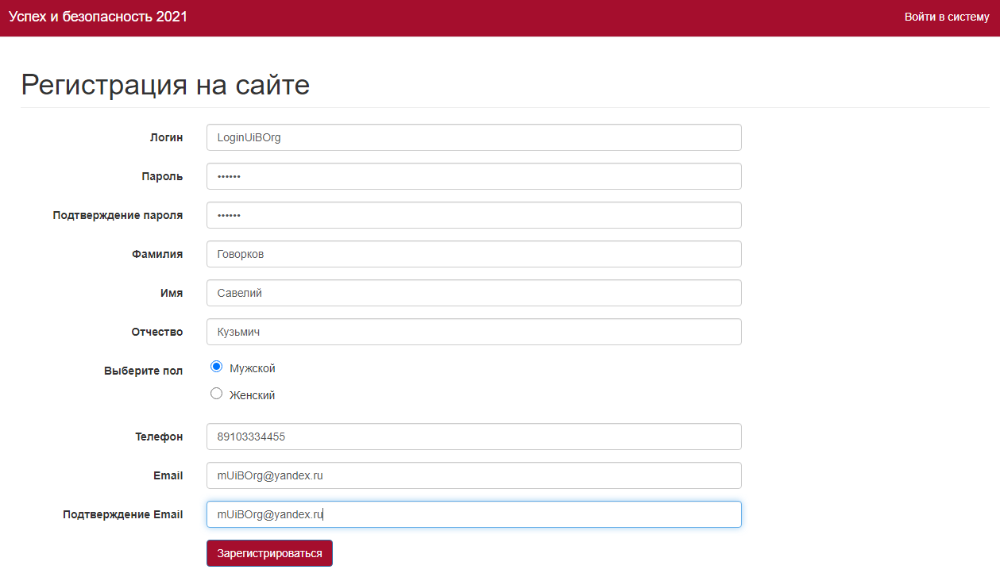 Успех и безопасность 2021
Войти в систему
Регистрация на сайте
Логин
LoginUiBOrg
Пароль
••••••
Подтверждение пароля
••••••
Фамилия
Говорков
Имя
Савелий
Отчество
Кузьмич
Выберите пол
Мужской
Женский
Телефон
89103334455
Email
mUiBOrg@yandex.ru
Подтверждение Email
mUiBOrg@yandex.ru
Зарегистрироваться